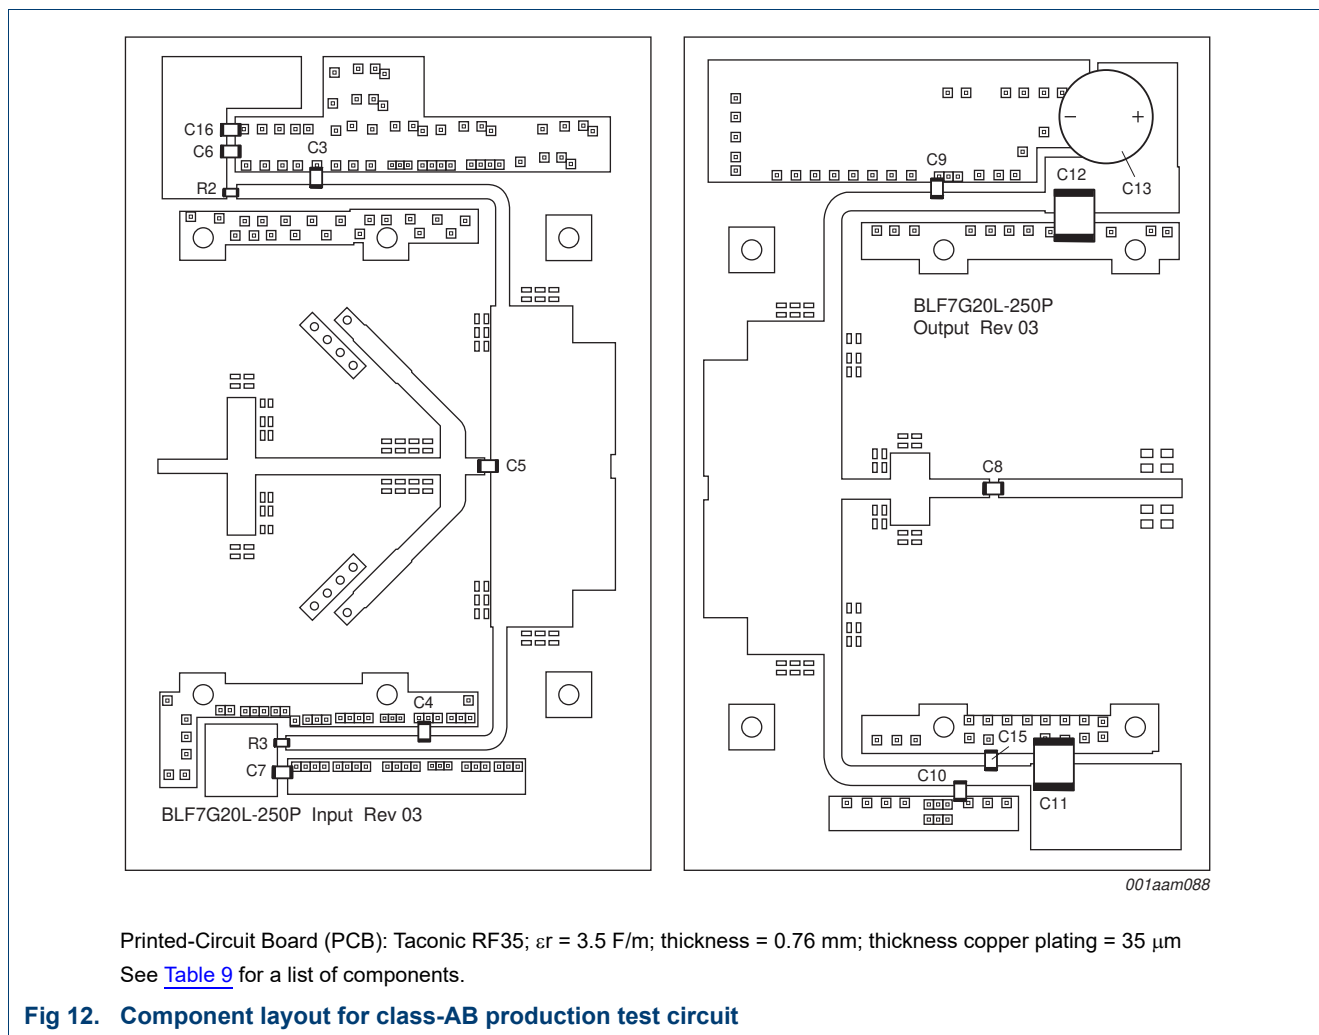 C16
C6
C3
R2
C5
C4
R3
C7
BLF7G20L-250P Input Rev 03
− +
C9
C12
C13
BLF7G20L-250P
Output Rev 03
C8
C15
C10
C11
001aam088
Printed-Circuit Board (PCB): Taconic RF35; εr = 3.5 F/m; thickness = 0.76 mm; thickness copper plating = 35 μm
See Table 9 for a list of components.
Fig 12. Component layout for class-AB production test circuit